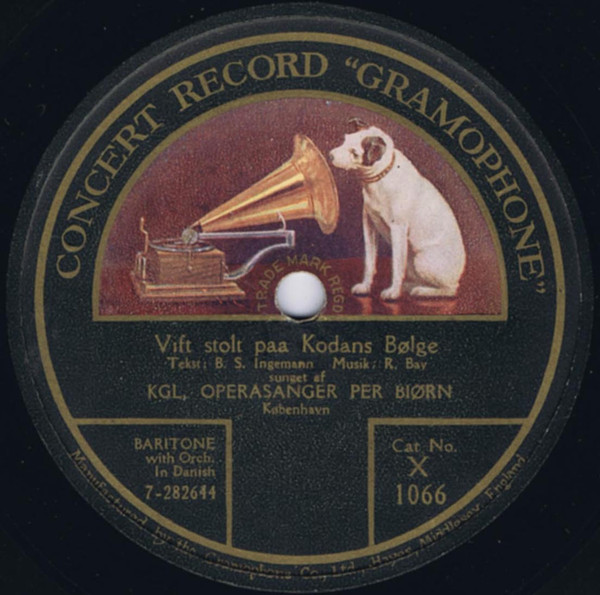 CONCERT RECORD "GRAMOPHONE"
TRADE MARK REGD
Vift stolt paa Kodans Bølge
Tekst: B. S. Ingemann Musik: R. Bay
sunget af
KGL, OPERASANGER PER BIØRN
København
BARITONE
with Orch.
In Danish
7-282644
Cat No.
X
1066
Manufactured by the Gramophone Co., Ltd., Hayes, Middlesex, England